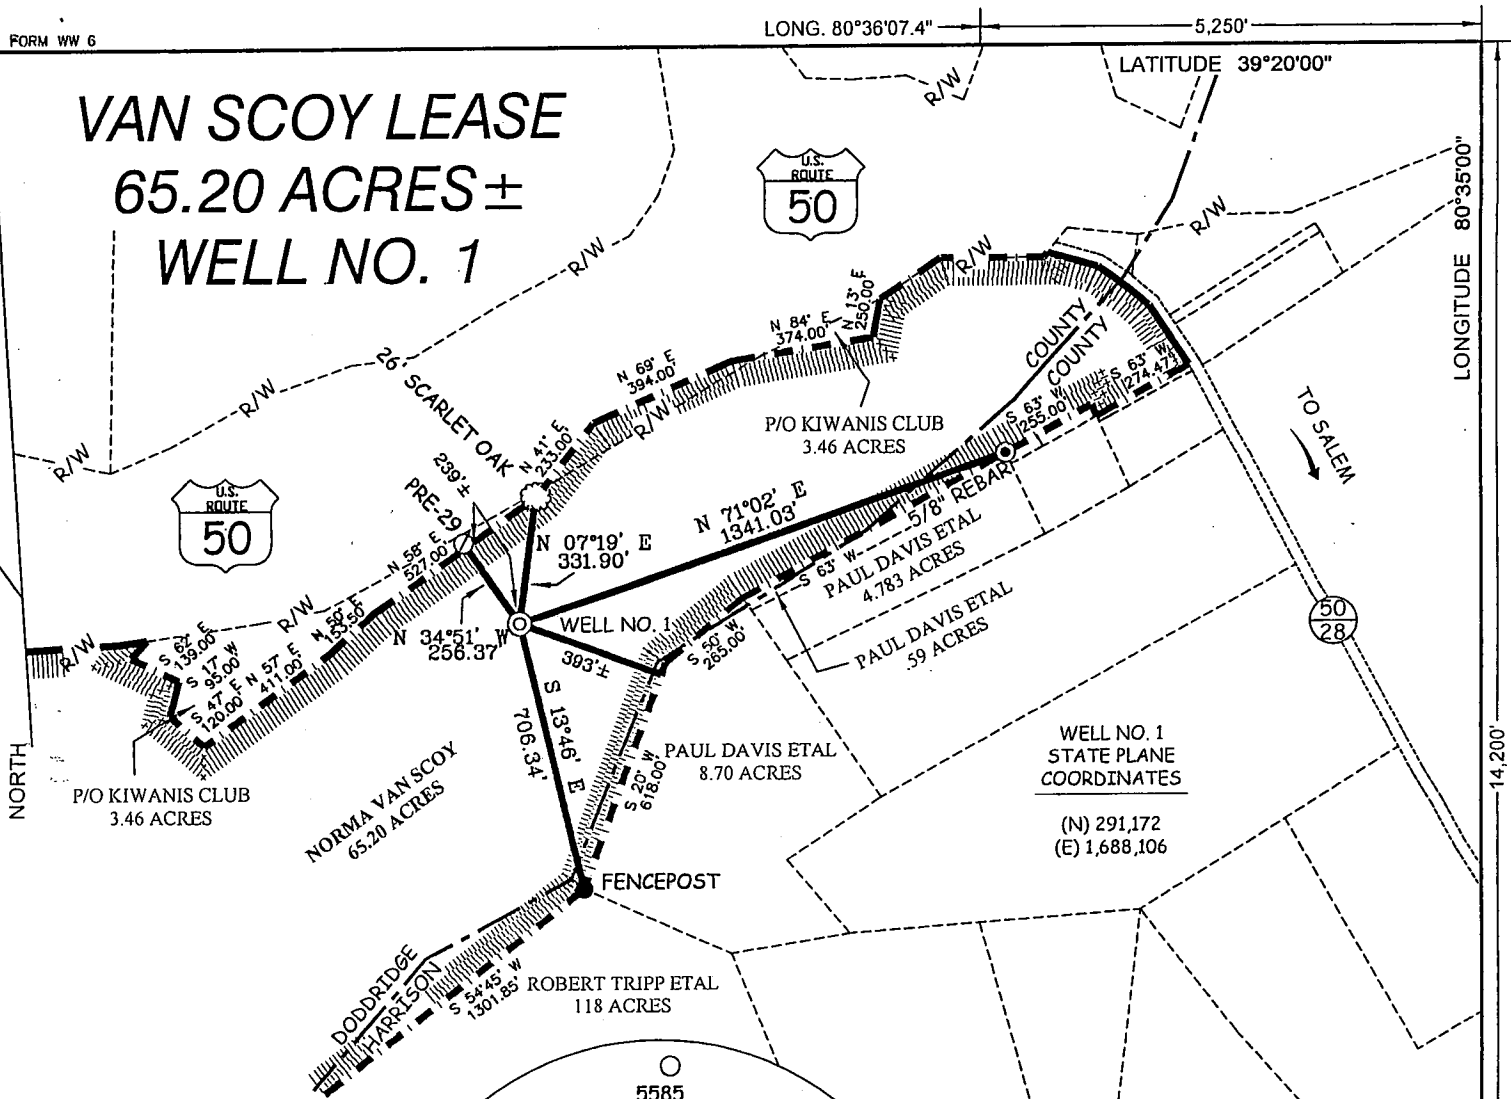 FORM WW 6
LONG. 80°36'07.4"
5,250'
LATITUDE 39°20'00"
VAN SCOY LEASE
65.20 ACRES±
WELL NO. 1
U.S.
ROUTE
50
R/W
R/W
R/W
R/W
R/W
R/W
R/W
R/W
R/W
LONGITUDE 80°35'00"
14,200'
NORTH
26" SCARLET OAK
239'±
PRE-29
N 41° E
233.00'
N 69° E
394.00'
N 84° E
374.00'
N 13° E
250.00'
COUNTY
COUNTY
S 63° W
274.47'
S 63° W
255.00'
P/O KIWANIS CLUB
3.46 ACRES
TO SALEM
U.S.
ROUTE
50
N 58° E
527.00'
N 07°19' E
331.90'
N 71°02' E
1341.03'
5/8" REBAR
S 63° W
PAUL DAVIS ETAL
4.783 ACRES
PAUL DAVIS ETAL
.59 ACRES
50
28
S 62° E
139.00'
S 17° W
95.00'
S 47° E
120.00'
N 57° E
411.00'
N 50° E
153.50'
N 34°51' W
256.37'
WELL NO. 1
393'±
S 50° W
265.00'
S 13°46' E
706.34'
S 20° W
618.00'
PAUL DAVIS ETAL
8.70 ACRES
WELL NO. 1
STATE PLANE
COORDINATES
(N) 291,172
(E) 1,688,106
P/O KIWANIS CLUB
3.46 ACRES
NORMA VAN SCOY
65.20 ACRES
FENCEPOST
DODDRIDGE
HARRISON
S 54°45' W
1301.85'
ROBERT TRIPP ETAL
118 ACRES
5585